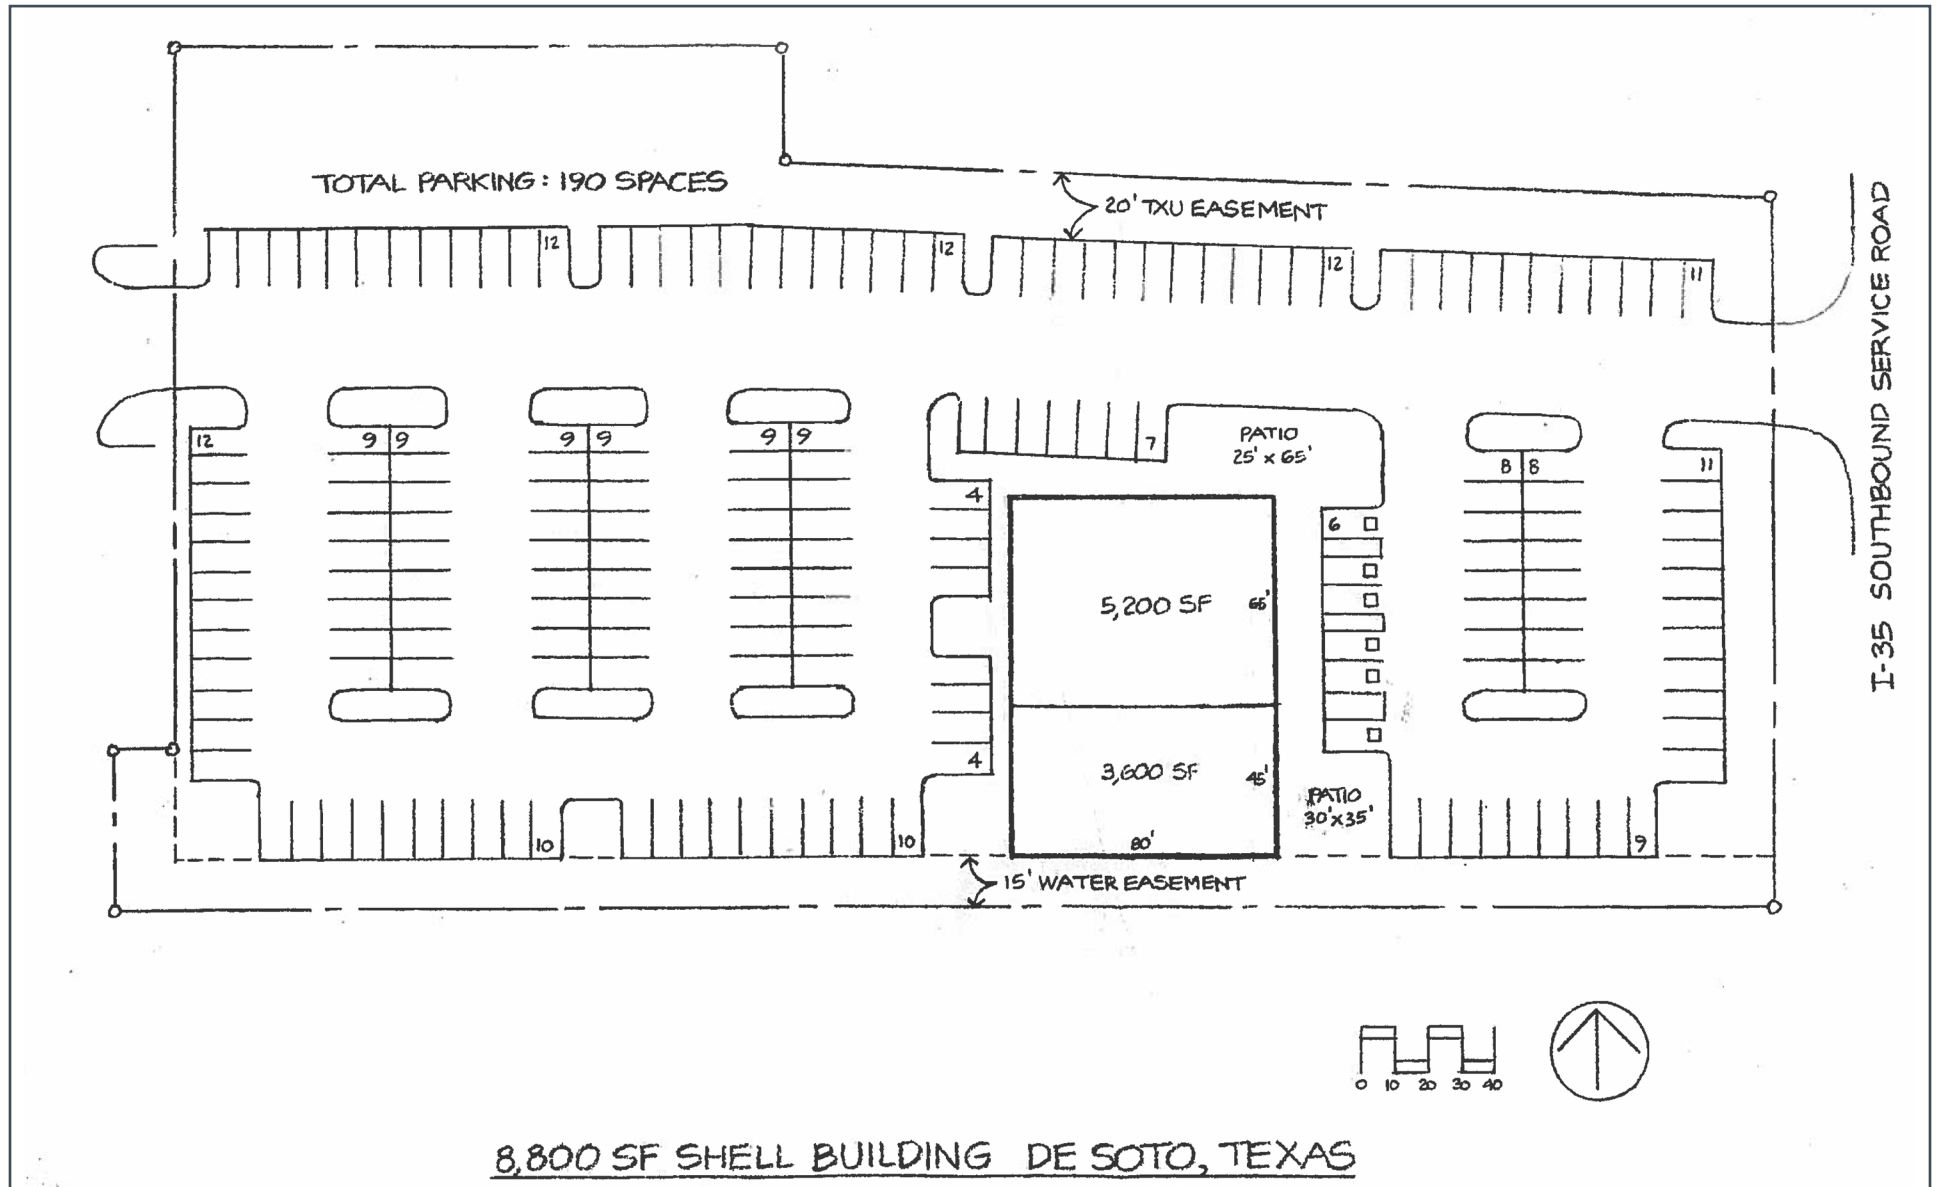 TOTAL PARKING: 190 SPACES
20' TXU EASEMENT
I-35 SOUTHBOUND SERVICE ROAD
12
12
12
11
12
9 9
9 9
9 9
7
PATIO
25' x 65'
8 8
11
4
6
5,200 SF
65'
4
3,600 SF
45'
PATIO
30'x35'
80'
10
10
9
15' WATER EASEMENT
0 10 20 30 40
8,800 SF SHELL BUILDING DE SOTO, TEXAS